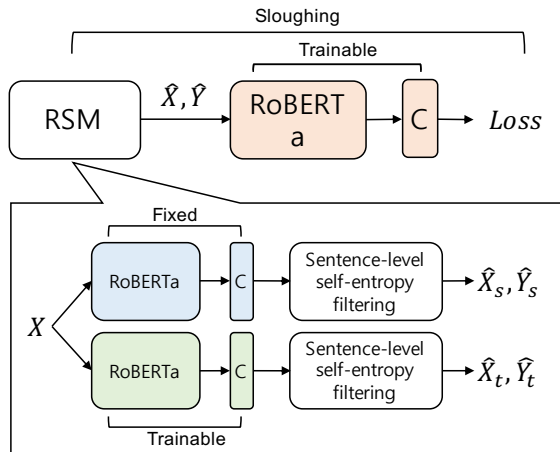 Sloughing
Trainable
RSM
X̂, Ŷ
RoBERT
a
C
Loss
Fixed
RoBERTa
C
Sentence-level
self-entropy
filtering
X̂ₛ, Ŷₛ
X
RoBERTa
C
Sentence-level
self-entropy
filtering
X̂ₜ, Ŷₜ
Trainable